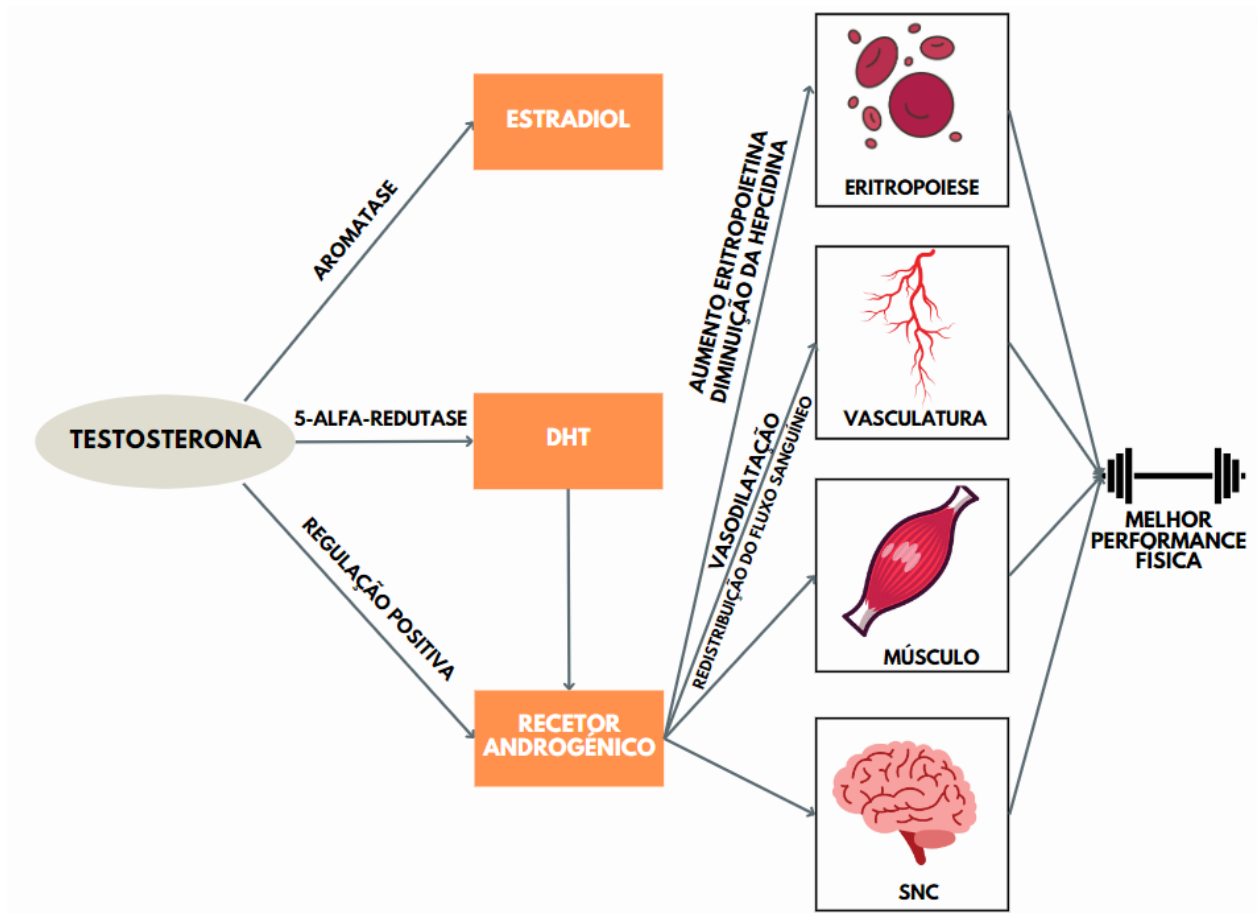 TESTOSTERONA
AROMATASE
5-ALFA-REDUTASE
REGULAÇÃO POSITIVA
ESTRADIOL
DHT
RECETOR
ANDROGÉNICO
AUMENTO ERITROPOIETINA
DIMINUIÇÃO DA HEPCIDINA
VASODILATAÇÃO
REDISTRIBUIÇÃO DO FLUXO SANGUÍNEO
ERITROPOIESE
VASCULATURA
MÚSCULO
SNC
MELHOR
PERFORMANCE
FÍSICA